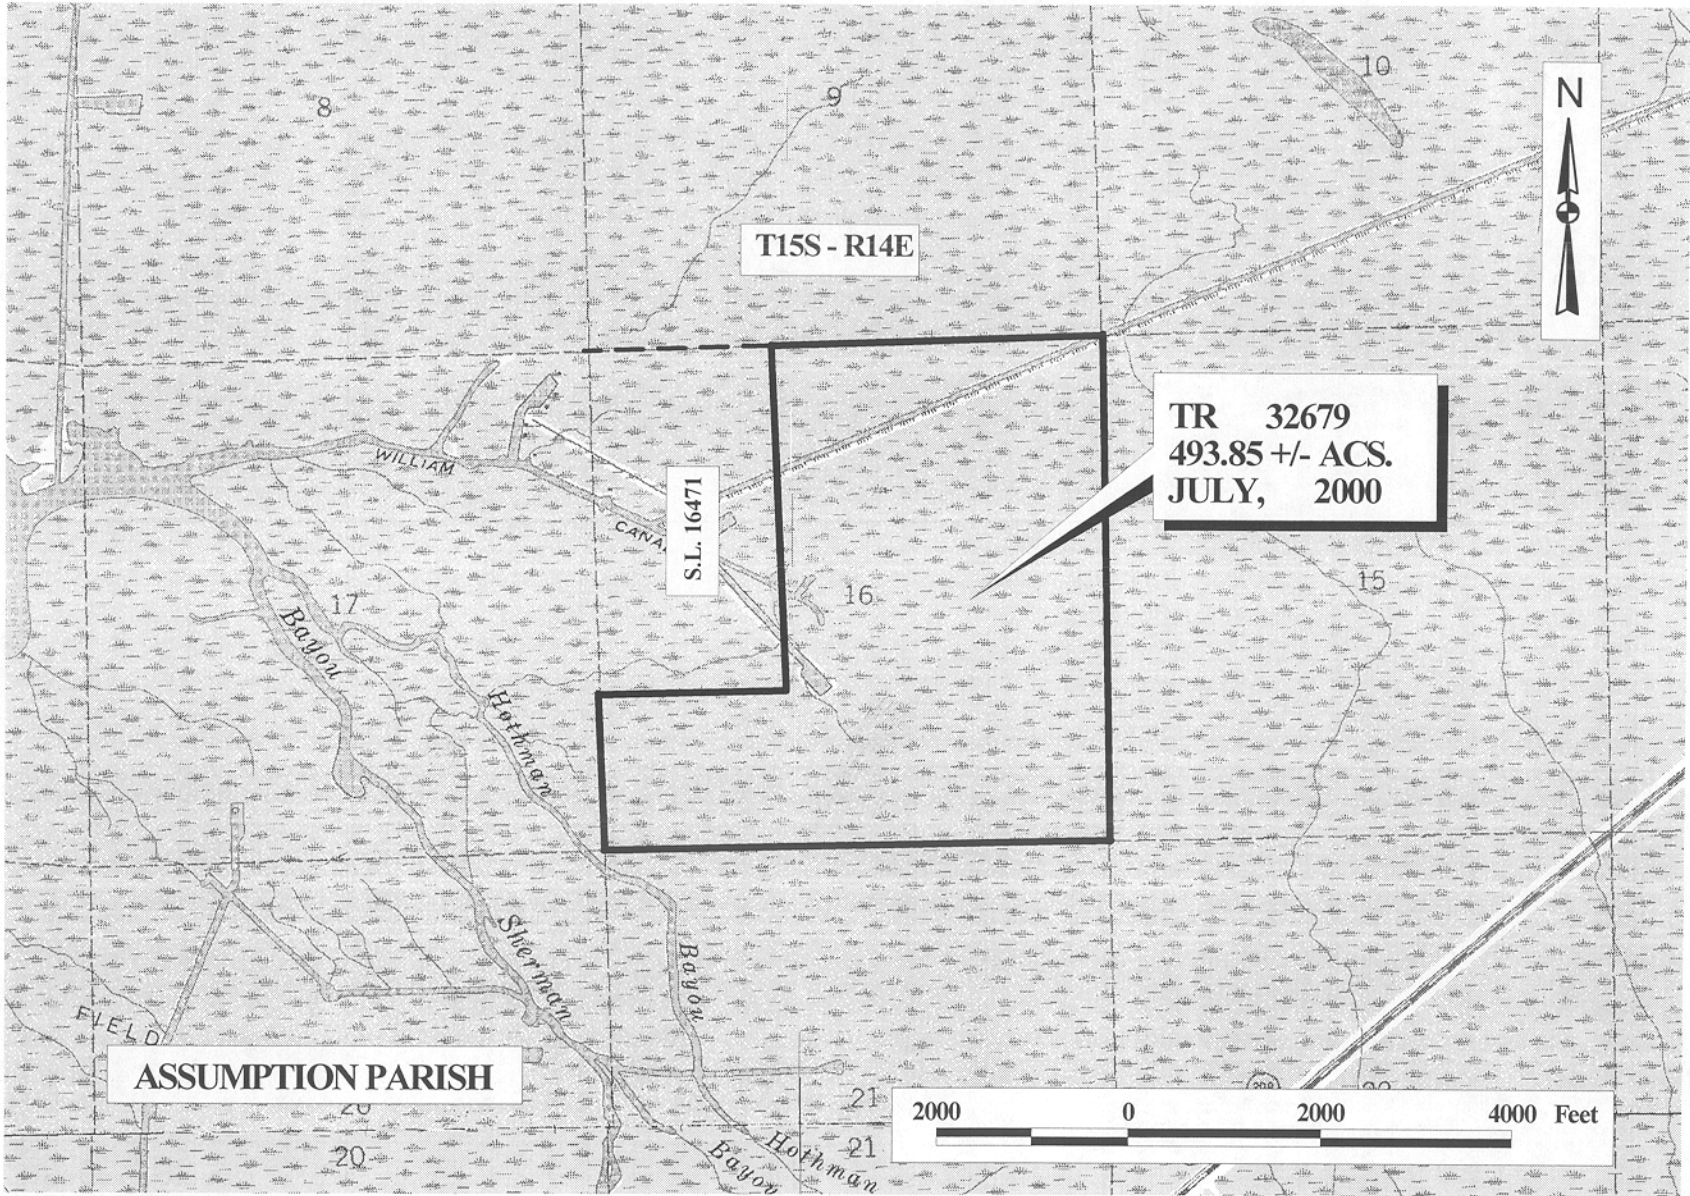 10
8
9
N
T15S - R14E
TR 32679
493.85 +/- ACS.
JULY, 2000
WILLIAM
S.L. 16471
16
15
17
Bayou
Hothman
Sherman
Bayou
FIELD
ASSUMPTION PARISH
21
2000 0 2000 4000 Feet
20
21
Hothman
Bayou